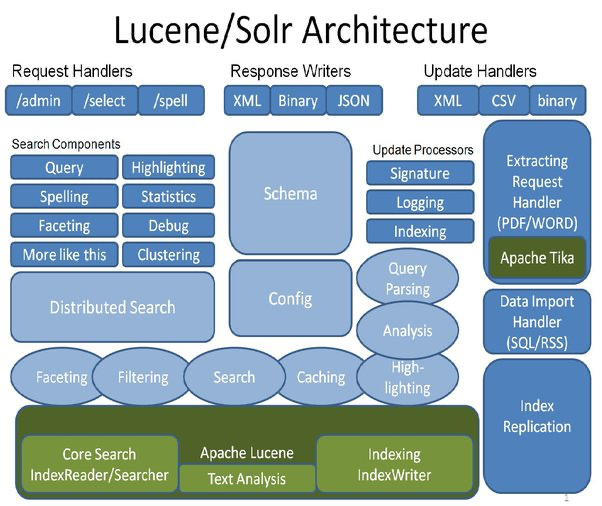 Lucene/Solr Architecture
Request Handlers
/admin
/select
/spell
Response Writers
XML
Binary
JSON
Update Handlers
XML
CSV
binary
Search Components
Query
Highlighting
Spelling
Statistics
Faceting
Debug
More like this
Clustering
Distributed Search
Schema
Config
Update Processors
Signature
Logging
Indexing
Query
Parsing
Analysis
High-
lighting
Extracting
Request
Handler
(PDF/WORD)
Apache Tika
Data Import
Handler
(SQL/RSS)
Index
Replication
Faceting
Filtering
Search
Caching
Core Search
IndexReader/Searcher
Apache Lucene
Text Analysis
Indexing
IndexWriter
1